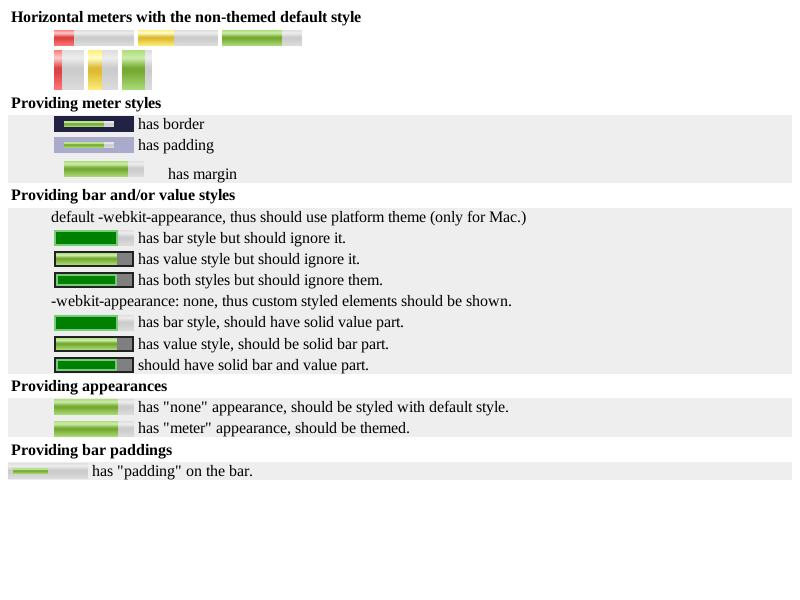 Horizontal meters with the non-themed default style
Providing meter styles
has border
has padding
has margin
Providing bar and/or value styles
default -webkit-appearance, thus should use platform theme (only for Mac.)
has bar style but should ignore it.
has value style but should ignore it.
has both styles but should ignore them.
-webkit-appearance: none, thus custom styled elements should be shown.
has bar style, should have solid value part.
has value style, should be solid bar part.
should have solid bar and value part.
Providing appearances
has "none" appearance, should be styled with default style.
has "meter" appearance, should be themed.
Providing bar paddings
has "padding" on the bar.